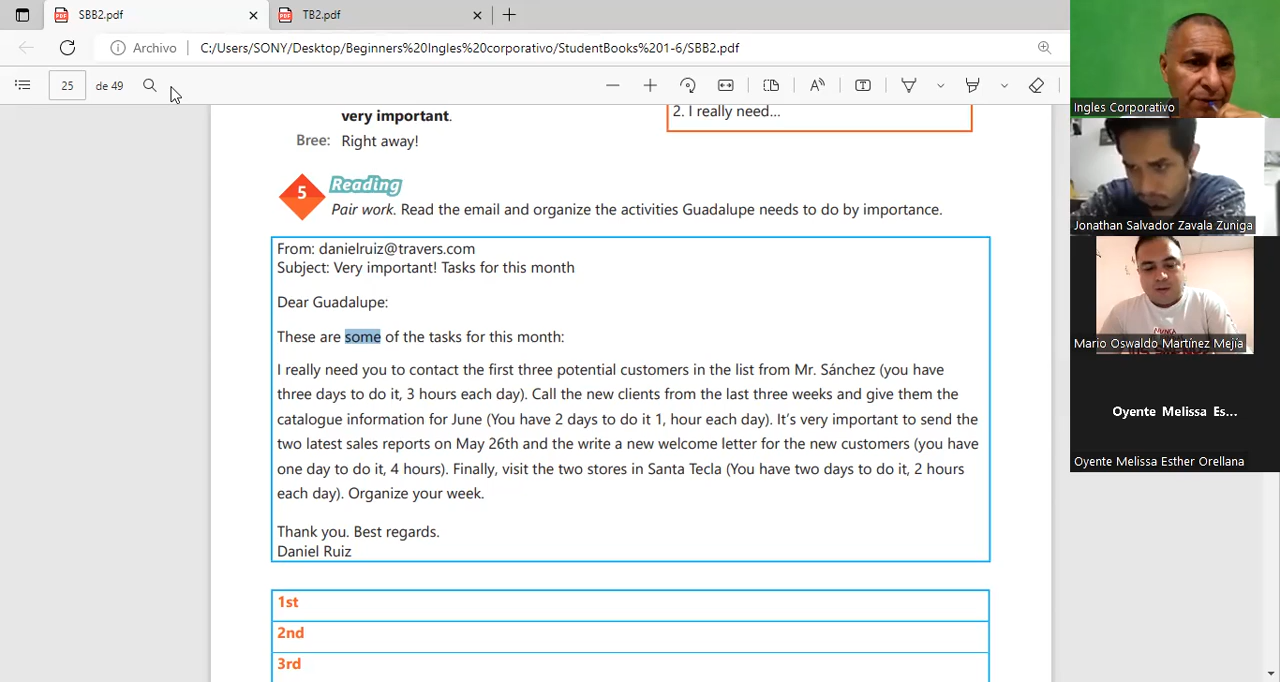 SBB2.pdf
TB2.pdf
Archivo
C:/Users/SONY/Desktop/Beginners%20Ingles%20corporativo/StudentBooks%201-6/SBB2.pdf
25 de 49
very important.
Bree: Right away!
2. I really need...
5
Reading
Pair work. Read the email and organize the activities Guadalupe needs to do by importance.
From: danielruiz@travers.com
Subject: Very important! Tasks for this month
Dear Guadalupe:
These are some of the tasks for this month:
I really need you to contact the first three potential customers in the list from Mr. Sánchez (you have
three days to do it, 3 hours each day). Call the new clients from the last three weeks and give them the
catalogue information for June (You have 2 days to do it 1, hour each day). It's very important to send the
two latest sales reports on May 26th and the write a new welcome letter for the new customers (you have
one day to do it, 4 hours). Finally, visit the two stores in Santa Tecla (You have two days to do it, 2 hours
each day). Organize your week.
Thank you. Best regards.
Daniel Ruiz
1st
2nd
3rd
Ingles Corporativo
Jonathan Salvador Zavala Zuniga
Mario Oswaldo Martínez Mejía
Oyente Melissa Es...
Oyente Melissa Esther Orellana